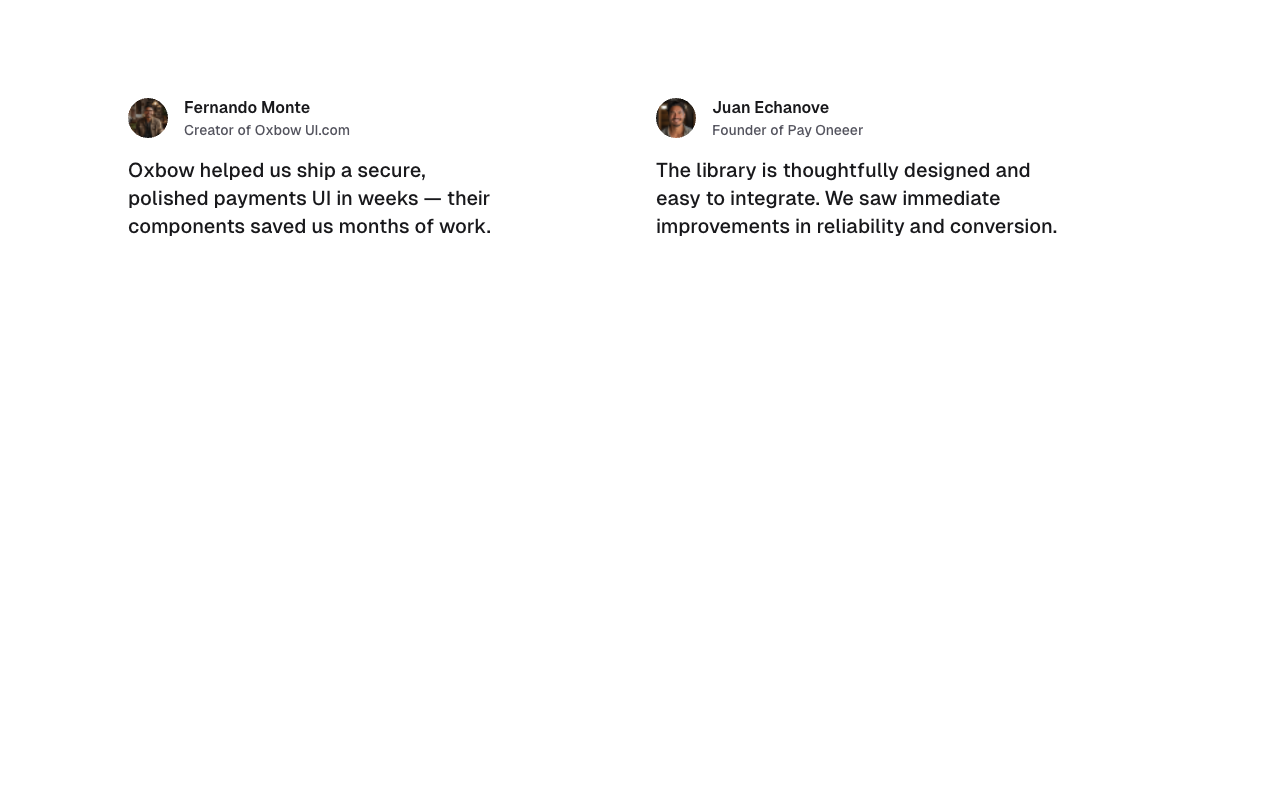 Fernando Monte
Creator of Oxbow UI.com
Oxbow helped us ship a secure,
polished payments UI in weeks — their
components saved us months of work.
Juan Echanove
Founder of Pay Oneeer
The library is thoughtfully designed and
easy to integrate. We saw immediate
improvements in reliability and conversion.